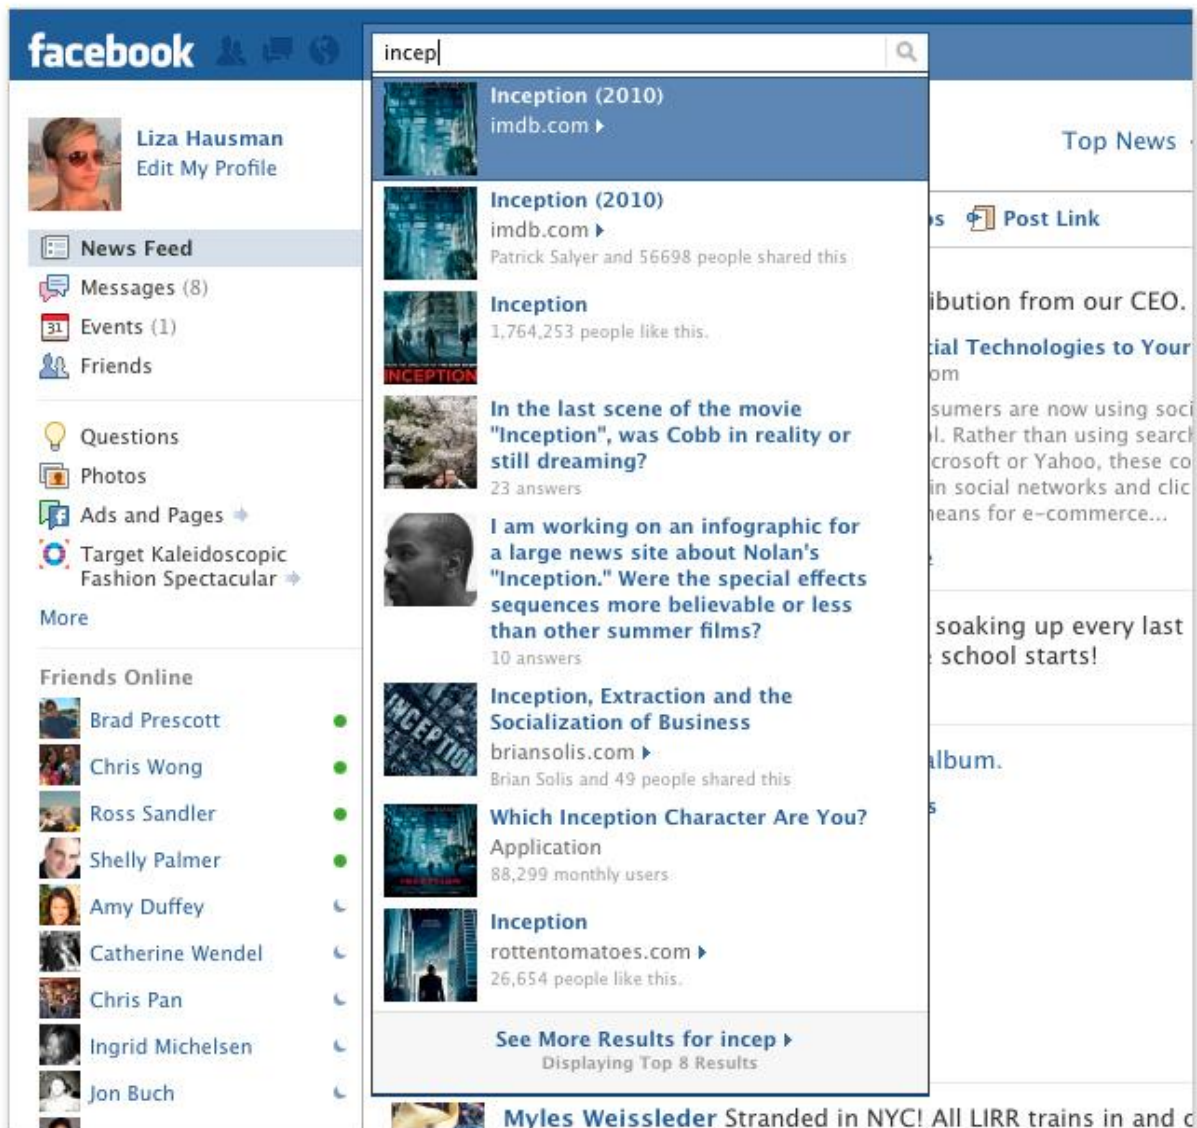 facebook
incep
Liza Hausman
Edit My Profile
News Feed
Messages (8)
31 Events (1)
Friends
Questions
Photos
Ads and Pages
Target Kaleidoscopic
Fashion Spectacular
More
Friends Online
Brad Prescott
Chris Wong
Ross Sandler
Shelly Palmer
Amy Duffey
Catherine Wendel
Chris Pan
Ingrid Michelsen
Jon Buch
Inception (2010)
imdb.com
Inception (2010)
imdb.com
Patrick Salyer and 56698 people shared this
INCEPTION
Inception
1,764,253 people like this.
In the last scene of the movie
"Inception", was Cobb in reality or
still dreaming?
23 answers
I am working on an infographic for
a large news site about Nolan's
"Inception." Were the special effects
sequences more believable or less
than other summer films?
10 answers
INCEPTION
Inception, Extraction and the
Socialization of Business
briansolis.com
Brian Solis and 49 people shared this
INCEPTION
Which Inception Character Are You?
Application
88,299 monthly users
Inception
rottentomatoes.com
26,654 people like this.
See More Results for incep
Displaying Top 8 Results
Top News
Post Link
ibution from our CEO.
ial Technologies to Your
om
sumers are now using soci
l. Rather than using search
crosoft or Yahoo, these co
in social networks and clic
eans for e-commerce...
soaking up every last
school starts!
album.
s
Myles Weissleder Stranded in NYC! All LIRR trains in and